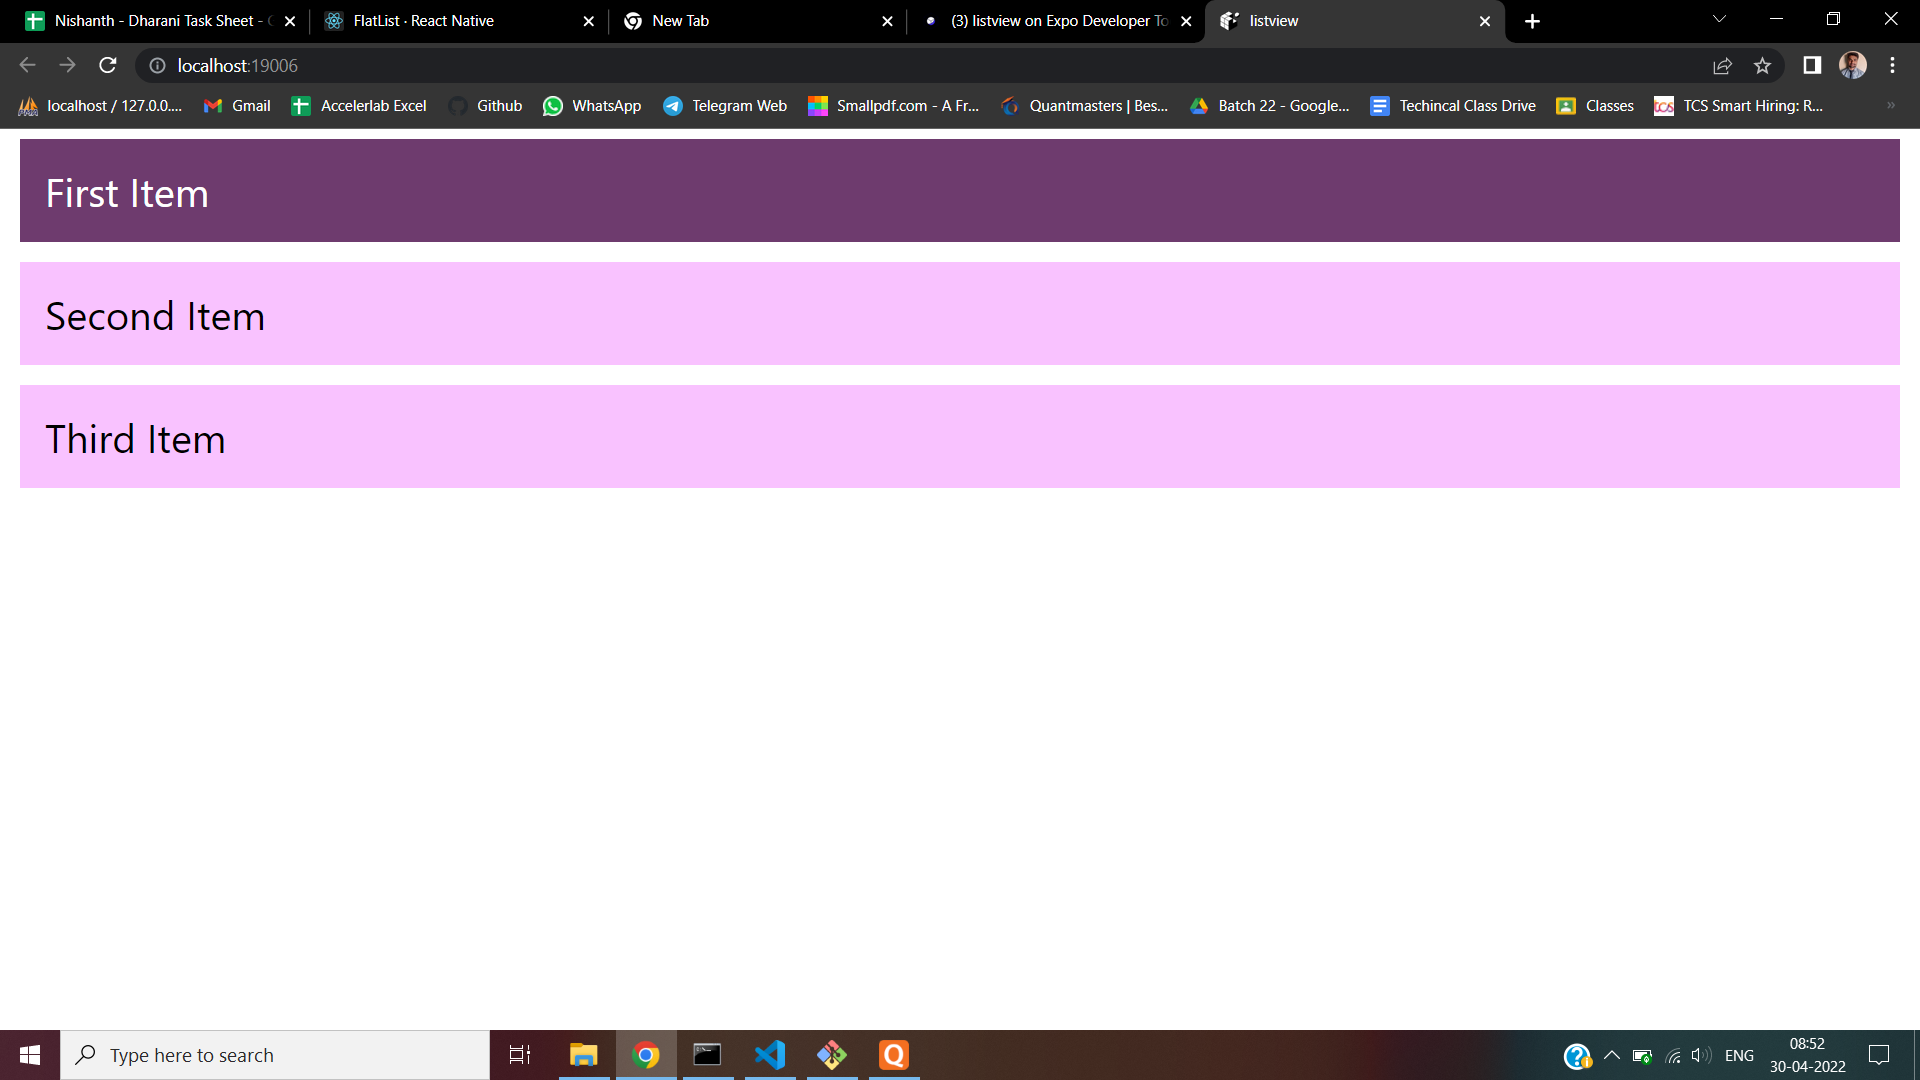 Nishanth - Dharani Task Sheet -
FlatList · React Native
New Tab
(3) listview on Expo Developer To
listview
localhost:19006
localhost / 127.0.0....
Gmail
Accelerlab Excel
Github
WhatsApp
Telegram Web
Smallpdf.com - A Fr...
Quantmasters | Bes...
Batch 22 - Google...
Techincal Class Drive
Classes
tcs
TCS Smart Hiring: R...
First Item
Second Item
Third Item
Type here to search
ENG
08:52
30-04-2022